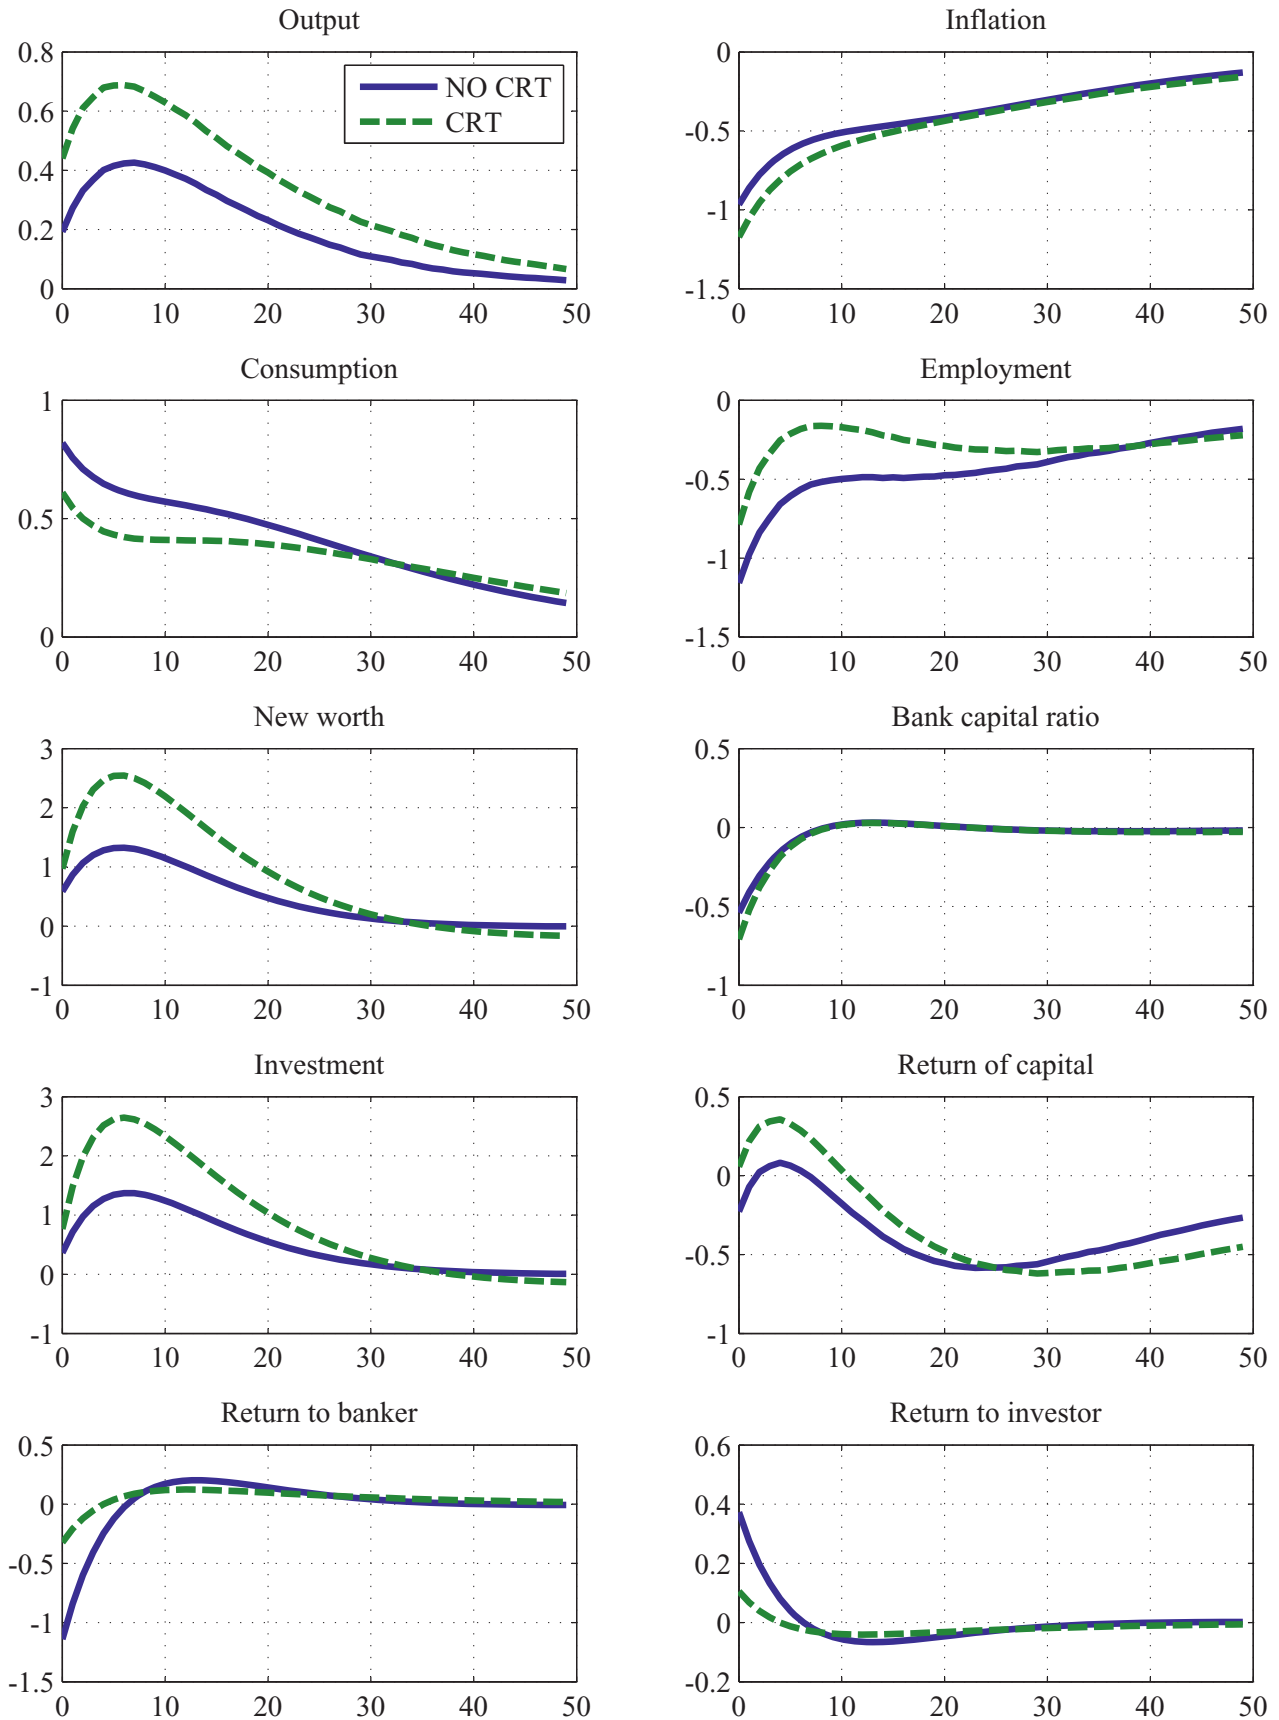 Output
0.8
0.6
0.4
0.2
0
0 10 20 30 40 50
NO CRT
CRT
Inflation
0
-0.5
-1
-1.5
0 10 20 30 40 50
Consumption
1
0.5
0
0 10 20 30 40 50
Employment
0
-0.5
-1
-1.5
0 10 20 30 40 50
New worth
3
2
1
0
-1
0 10 20 30 40 50
Bank capital ratio
0.5
0
-0.5
-1
0 10 20 30 40 50
Investment
3
2
1
0
-1
0 10 20 30 40 50
Return of capital
0.5
0
-0.5
-1
0 10 20 30 40 50
Return to banker
0.5
0
-0.5
-1
-1.5
0 10 20 30 40 50
Return to investor
0.6
0.4
0.2
0
-0.2
0 10 20 30 40 50